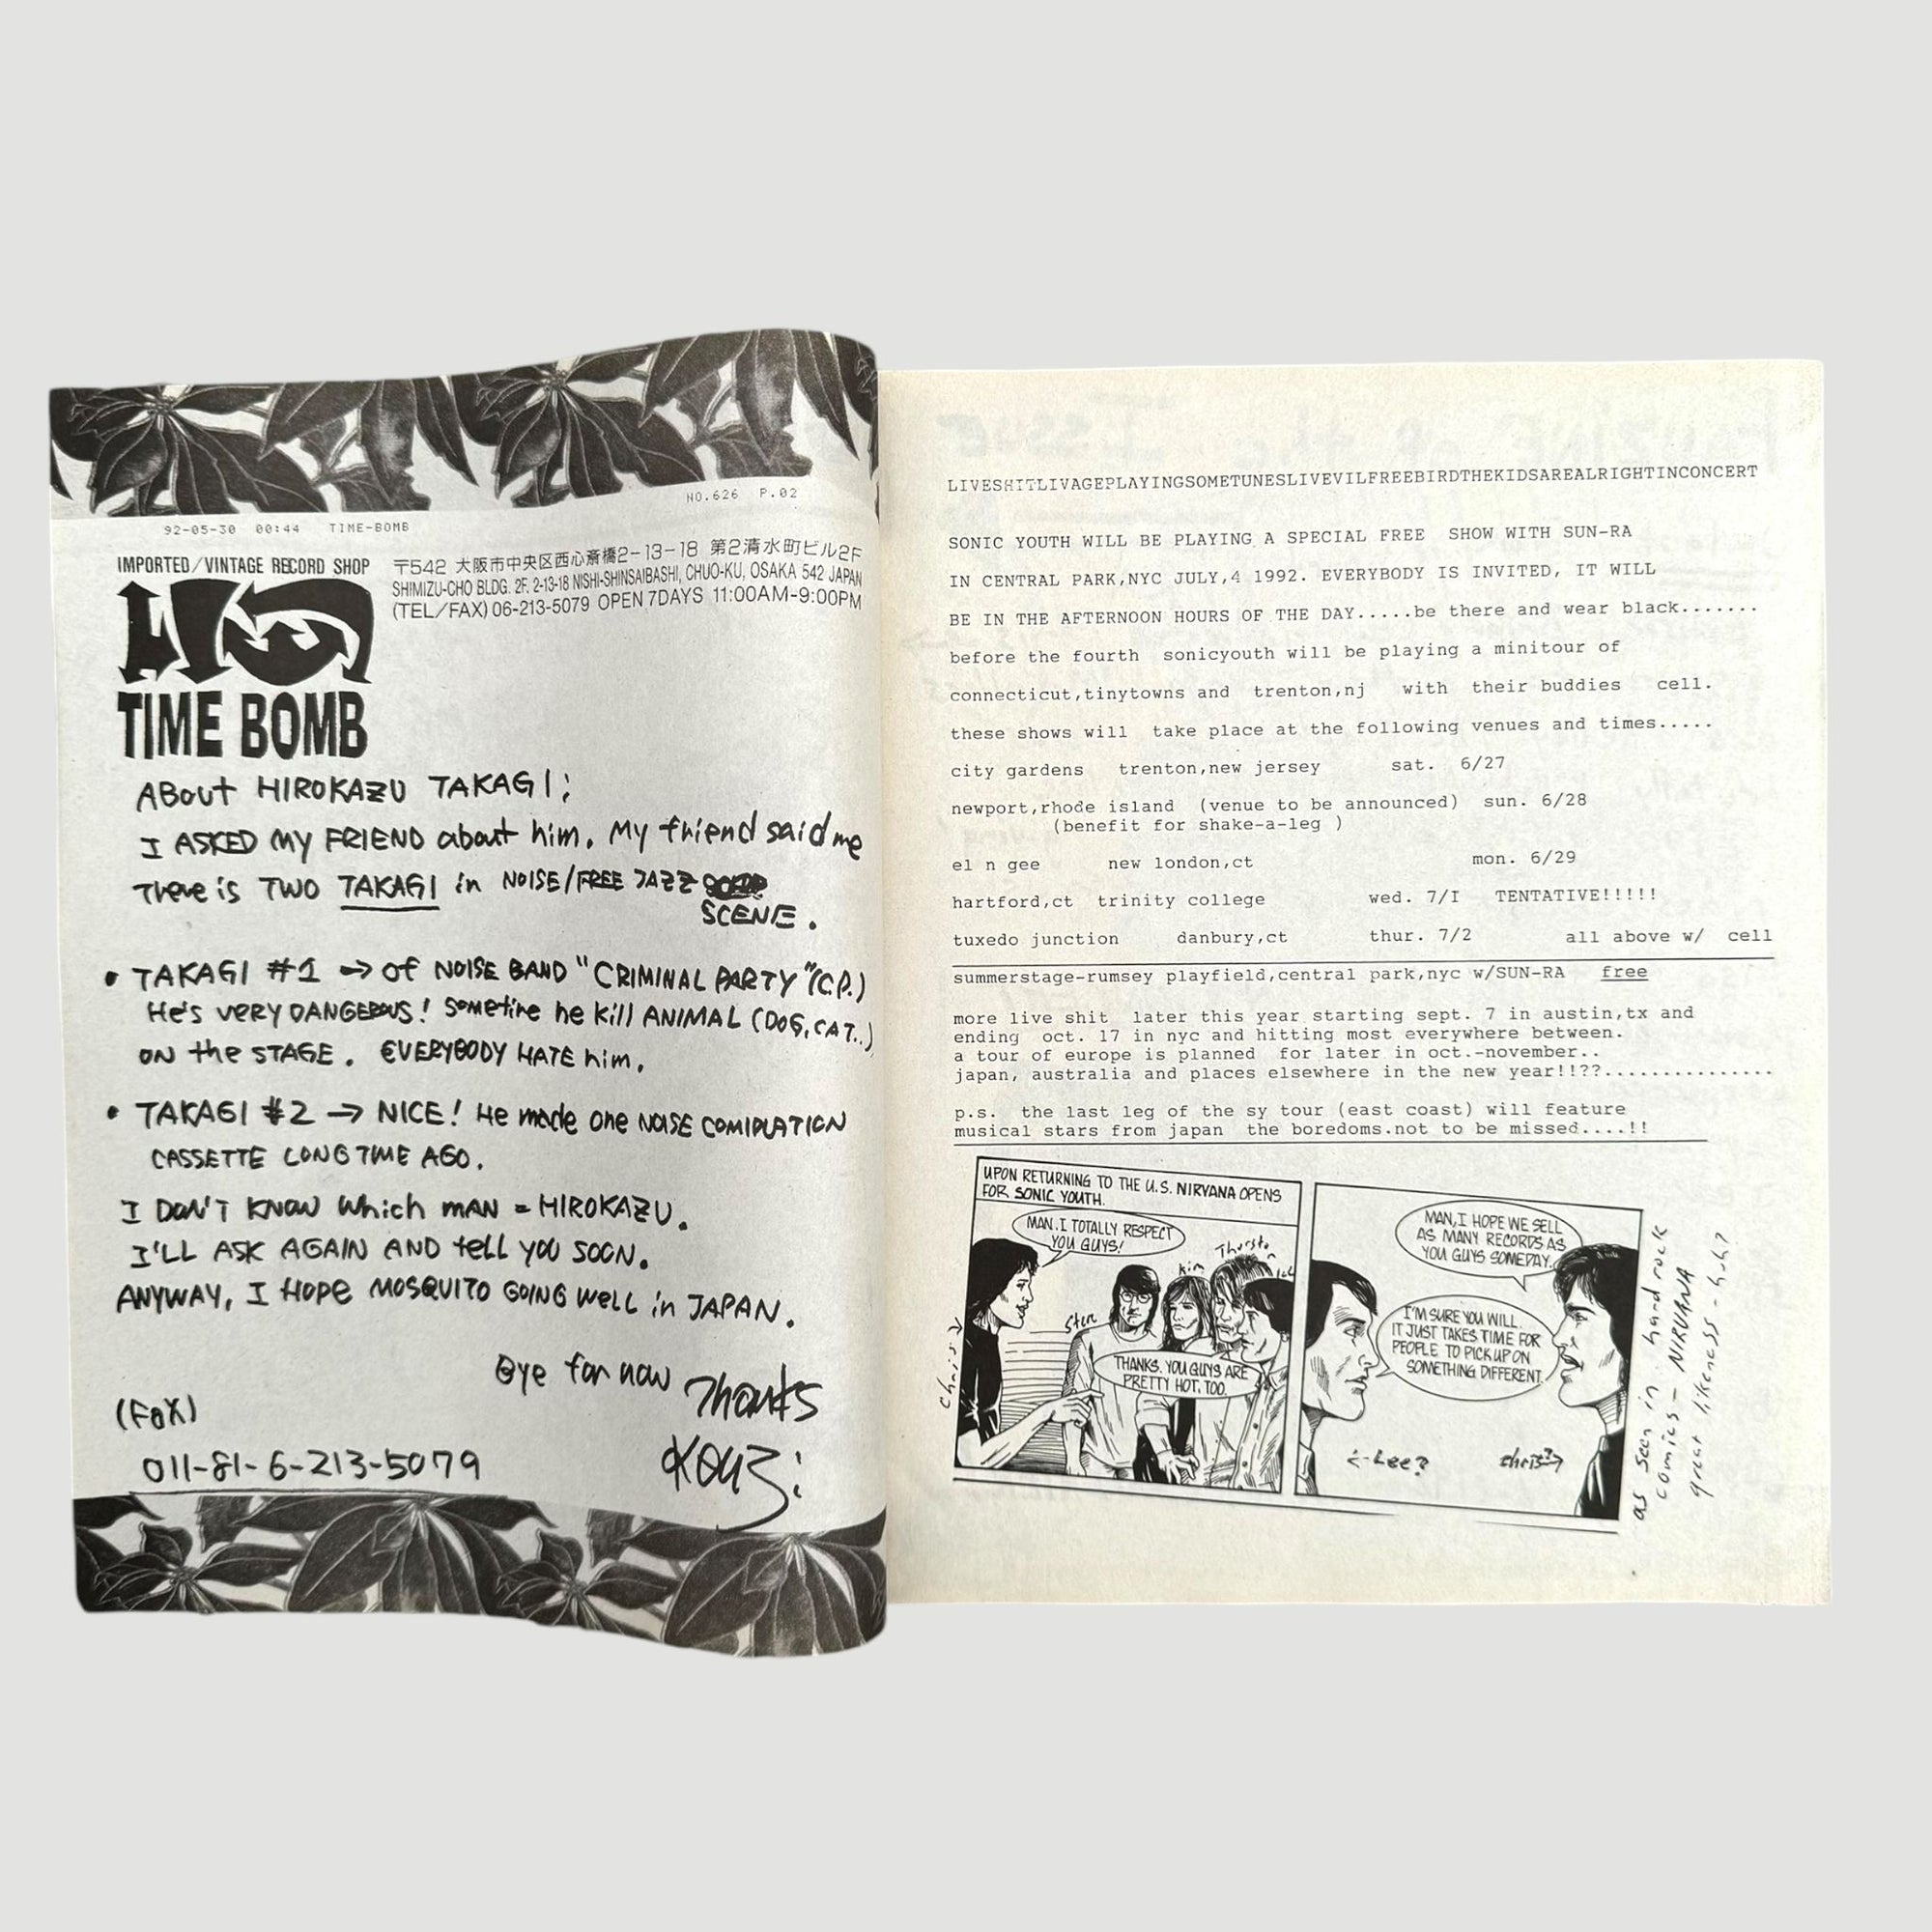 NO.626 P.02
92-05-30 00:44 TIME-BOMB
IMPORTED/VINTAGE RECORD SHOP
TIME BOMB
〒542 大阪市中央区西心斎橋2-13-18 第2清水町ビル2F
SHIMIZU-CHO BLDG. 2F. 2-13-18 NISHI-SHINSAIBASHI, CHUO-KU, OSAKA 542 JAPAN
(TEL/FAX) 06-213-5079 OPEN 7DAYS 11:00AM-9:00PM
ABout HIROKAZU TAKAGI;
I ASKED MY FRIEND about him. My friend said me
There is TWO TAKAGI in NOISE/FREE JAZZ
SCENE.
• TAKAGI #1 → of NOISE BAND "CRIMINAL PARTY" (C.P.)
He's VERY DANGEROUS! Sometime he kill ANIMAL (DOG, CAT..)
ON the STAGE. EVERYBODY HATE him.
• TAKAGI #2 → NICE! He made one NOISE COMIPLATION
CASSETTE LONG TIME AGO.
I DON'T KNOW which MAN = HIROKAZU.
I'LL ASK AGAIN AND tell YOU SOON.
ANYWAY, I Hope MOSQUITO GOING well in JAPAN.
Bye for now Thanks
Kouzi
(FaX)
011-81-6-213-5079
LIVESHITLIVAGEPLAYINGSOMETUNESLIVEVILFREEBIRDTHEKIDSAREALRIGHTINCONCERT
SONIC YOUTH WILL BE PLAYING A SPECIAL FREE SHOW WITH SUN-RA
IN CENTRAL PARK,NYC JULY,4 1992. EVERYBODY IS INVITED, IT WILL
BE IN THE AFTERNOON HOURS OF THE DAY.....be there and wear black.......
before the fourth sonicyouth will be playing a minitour of
connecticut,tinytowns and trenton,nj with their buddies cell.
these shows will take place at the following venues and times.....
city gardens trenton,new jersey sat. 6/27
newport,rhode island (venue to be announced) sun. 6/28
(benefit for shake-a-leg )
el n gee new london,ct mon. 6/29
hartford,ct trinity college wed. 7/I TENTATIVE!!!!!
tuxedo junction danbury,ct thur. 7/2 all above w/ cell
summerstage-rumsey playfield,central park,nyc w/SUN-RA free
more live shit later this year starting sept. 7 in austin,tx and
ending oct. 17 in nyc and hitting most everywhere between.
a tour of europe is planned for later in oct.-november..
japan, australia and places elsewhere in the new year!!??...............
p.s. the last leg of the sy tour (east coast) will feature
musical stars from japan the boredoms.not to be missed....!!
UPON RETURNING TO THE U.S. NIRVANA OPENS
FOR SONIC YOUTH.
MAN. I TOTALLY RESPECT
YOU GUYS!
chris
Steve
Kim
Thurston
THANKS. YOU GUYS ARE
PRETTY HOT, TOO.
MAN, I HOPE WE SELL
AS MANY RECORDS AS
YOU GUYS SOMEDAY.
I'M SURE YOU WILL.
IT JUST TAKES TIME FOR
PEOPLE TO PICK UP ON
SOMETHING DIFFERENT.
<-Lee?
chris?->
as seen in hard rock
comics - NIRVANA
great likeness - huh?